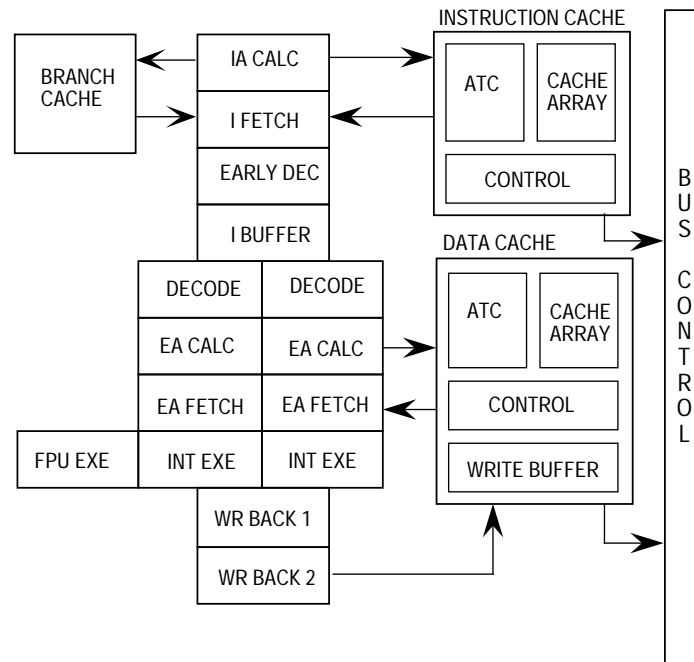 INSTRUCTION CACHE
BRANCH
CACHE
IA CALC
I FETCH
EARLY DEC
I BUFFER
ATC
CACHE
ARRAY
CONTROL
DATA CACHE
DECODE
DECODE
EA CALC
EA CALC
EA FETCH
EA FETCH
FPU EXE
INT EXE
INT EXE
WR BACK 1
WR BACK 2
ATC
CACHE
ARRAY
CONTROL
WRITE BUFFER
BUS CONTROL